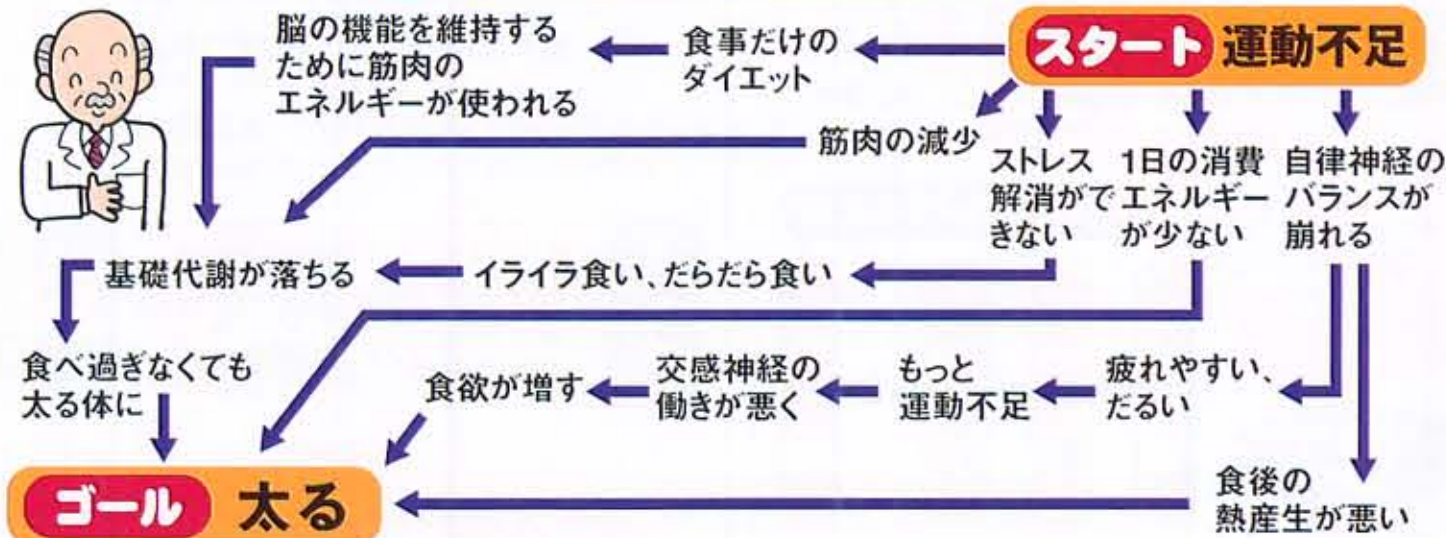 スタート 運動不足
食事だけの
ダイエット
脳の機能を維持する
ために筋肉の
エネルギーが使われる
筋肉の減少
ストレス
解消がで
きない
1日の消費
エネルギー
が少ない
自律神経の
バランスが
崩れる
イライラ食い、だらだら食い
基礎代謝が落ちる
食べ過ぎなくても
太る体に
疲れやすい、
だるい
もっと
運動不足
交感神経の
働きが悪く
食欲が増す
食後の
熱産生が悪い
ゴール 太る